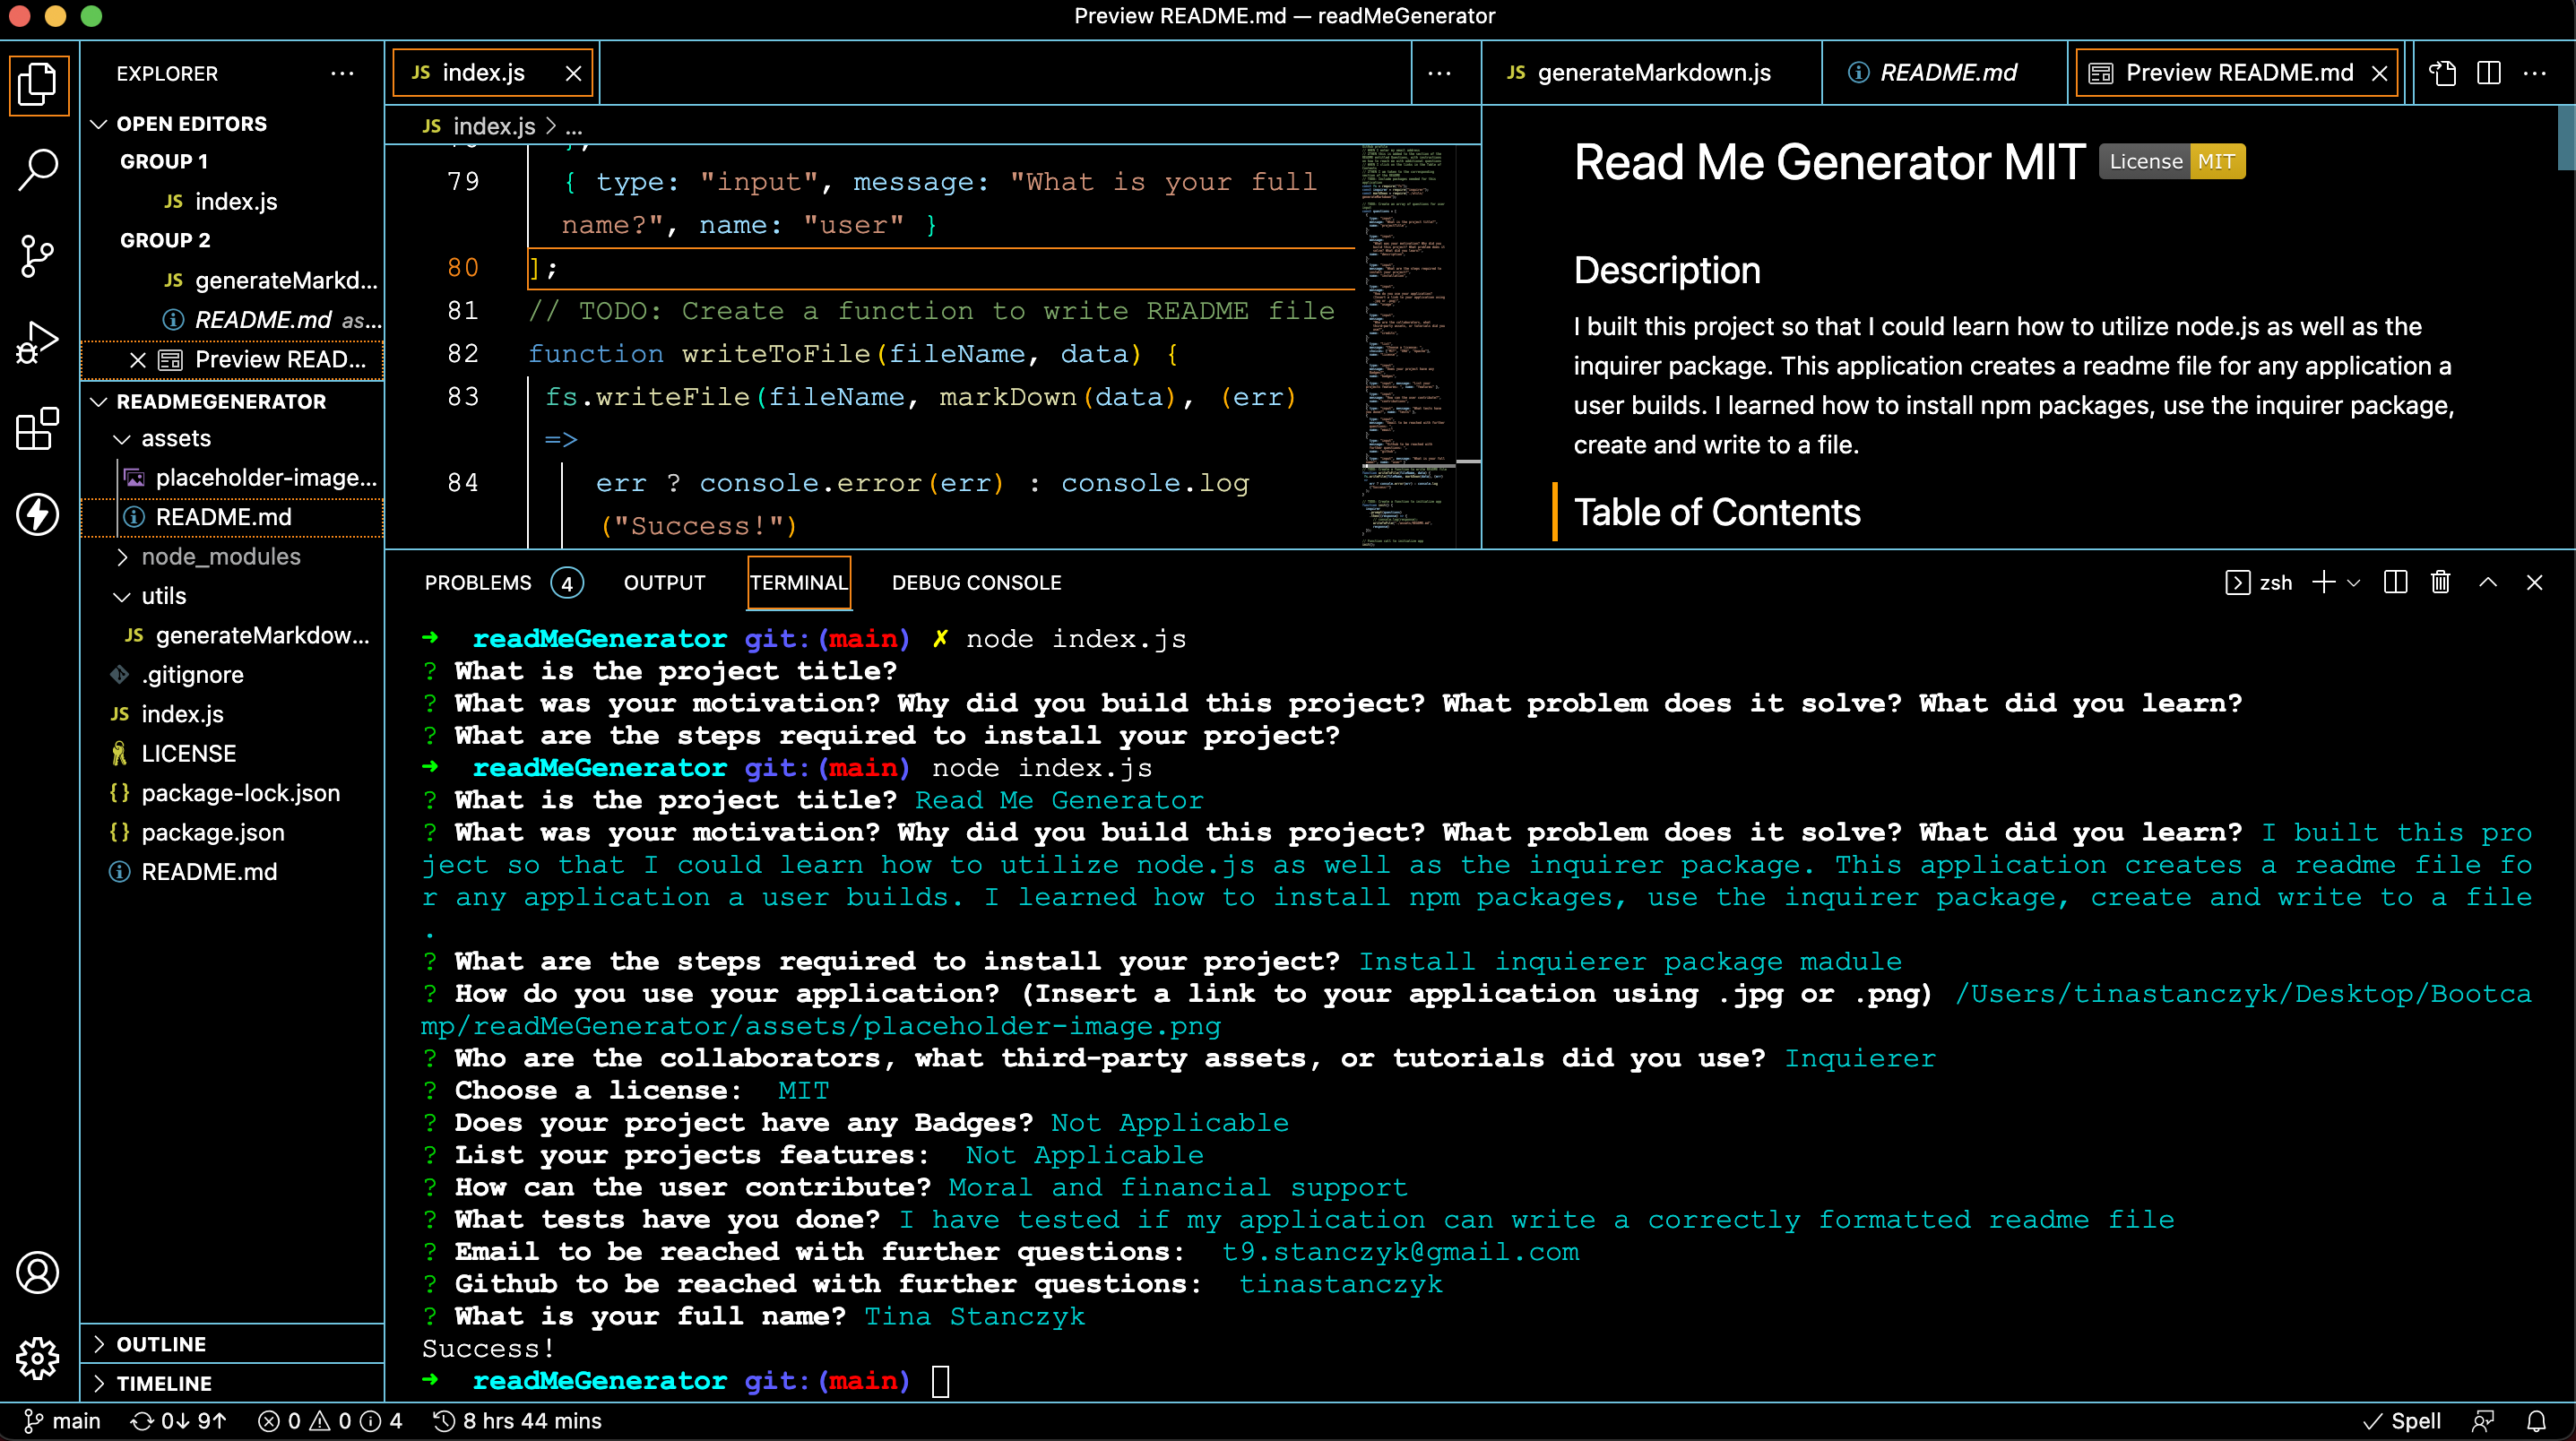 Preview README.md — readMeGenerator
EXPLORER
OPEN EDITORS
GROUP 1
JS index.js
GROUP 2
JS generateMarkd...
README.md as...
Preview READ...
READMEGENERATOR
assets
placeholder-image...
README.md
node_modules
utils
JS generateMarkdow...
.gitignore
JS index.js
LICENSE
{} package-lock.json
{} package.json
README.md
OUTLINE
TIMELINE
JS index.js
JS index.js > ...
79 { type: "input", message: "What is your full
name?", name: "user" }
80 ];
81 // TODO: Create a function to write README file
82 function writeToFile(fileName, data) {
83 fs.writeFile(fileName, markDown(data), (err)
=>
84 err ? console.error(err) : console.log
("Success!")
JS generateMarkdown.js
README.md
Preview README.md
Read Me Generator MIT License MIT
Description
I built this project so that I could learn how to utilize node.js as well as the
inquirer package. This application creates a readme file for any application a
user builds. I learned how to install npm packages, use the inquirer package,
create and write to a file.
Table of Contents
PROBLEMS 4 OUTPUT TERMINAL DEBUG CONSOLE
zsh
➜ readMeGenerator git:(main) ✗ node index.js
? What is the project title?
? What was your motivation? Why did you build this project? What problem does it solve? What did you learn?
? What are the steps required to install your project?
➜ readMeGenerator git:(main) node index.js
? What is the project title? Read Me Generator
? What was your motivation? Why did you build this project? What problem does it solve? What did you learn? I built this pro
ject so that I could learn how to utilize node.js as well as the inquirer package. This application creates a readme file fo
r any application a user builds. I learned how to install npm packages, use the inquirer package, create and write to a file
.
? What are the steps required to install your project? Install inquierer package madule
? How do you use your application? (Insert a link to your application using .jpg or .png) /Users/tinastanczyk/Desktop/Bootca
mp/readMeGenerator/assets/placeholder-image.png
? Who are the collaborators, what third-party assets, or tutorials did you use? Inquierer
? Choose a license: MIT
? Does your project have any Badges? Not Applicable
? List your projects features: Not Applicable
? How can the user contribute? Moral and financial support
? What tests have you done? I have tested if my application can write a correctly formatted readme file
? Email to be reached with further questions: t9.stanczyk@gmail.com
? Github to be reached with further questions: tinastanczyk
? What is your full name? Tina Stanczyk
Success!
➜ readMeGenerator git:(main)
main 0↓ 9↑ 0 0 4 8 hrs 44 mins
Spell